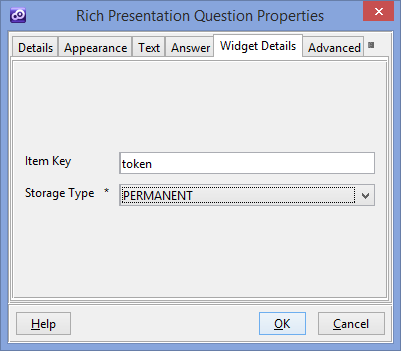 Rich Presentation Question Properties
Details Appearance Text Answer Widget Details Advanced
Item Key token
Storage Type * PERMANENT
Help OK Cancel